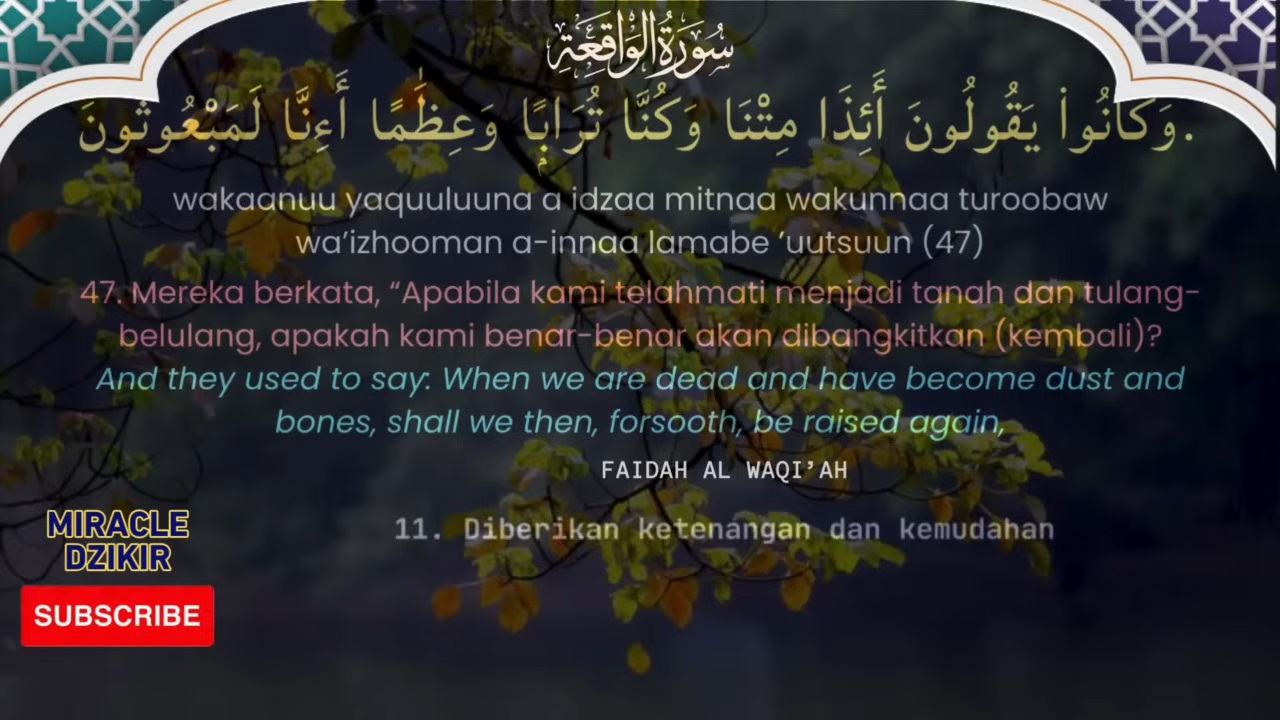 سُورَةُ الْوَاقِعَةِ
وَكَانُوا۟ يَقُولُونَ أَئِذَا مِتْنَا وَكُنَّا تُرَابًۭا وَعِظَٰمًا أَءِنَّا لَمَبْعُوثُونَ.
wakaanuu yaquuluuna a idzaa mitnaa wakunnaa turoobaw
wa’izhooman a-innaa lamabe ’uutsuun (47)
47. Mereka berkata, “Apabila kami telahmati menjadi tanah dan tulang-
belulang, apakah kami benar-benar akan dibangkitkan (kembali)?
And they used to say: When we are dead and have become dust and
bones, shall we then, forsooth, be raised again,
FAIDAH AL WAQI’AH
11. Diberikan ketenangan dan kemudahan
MIRACLE
DZIKIR
SUBSCRIBE